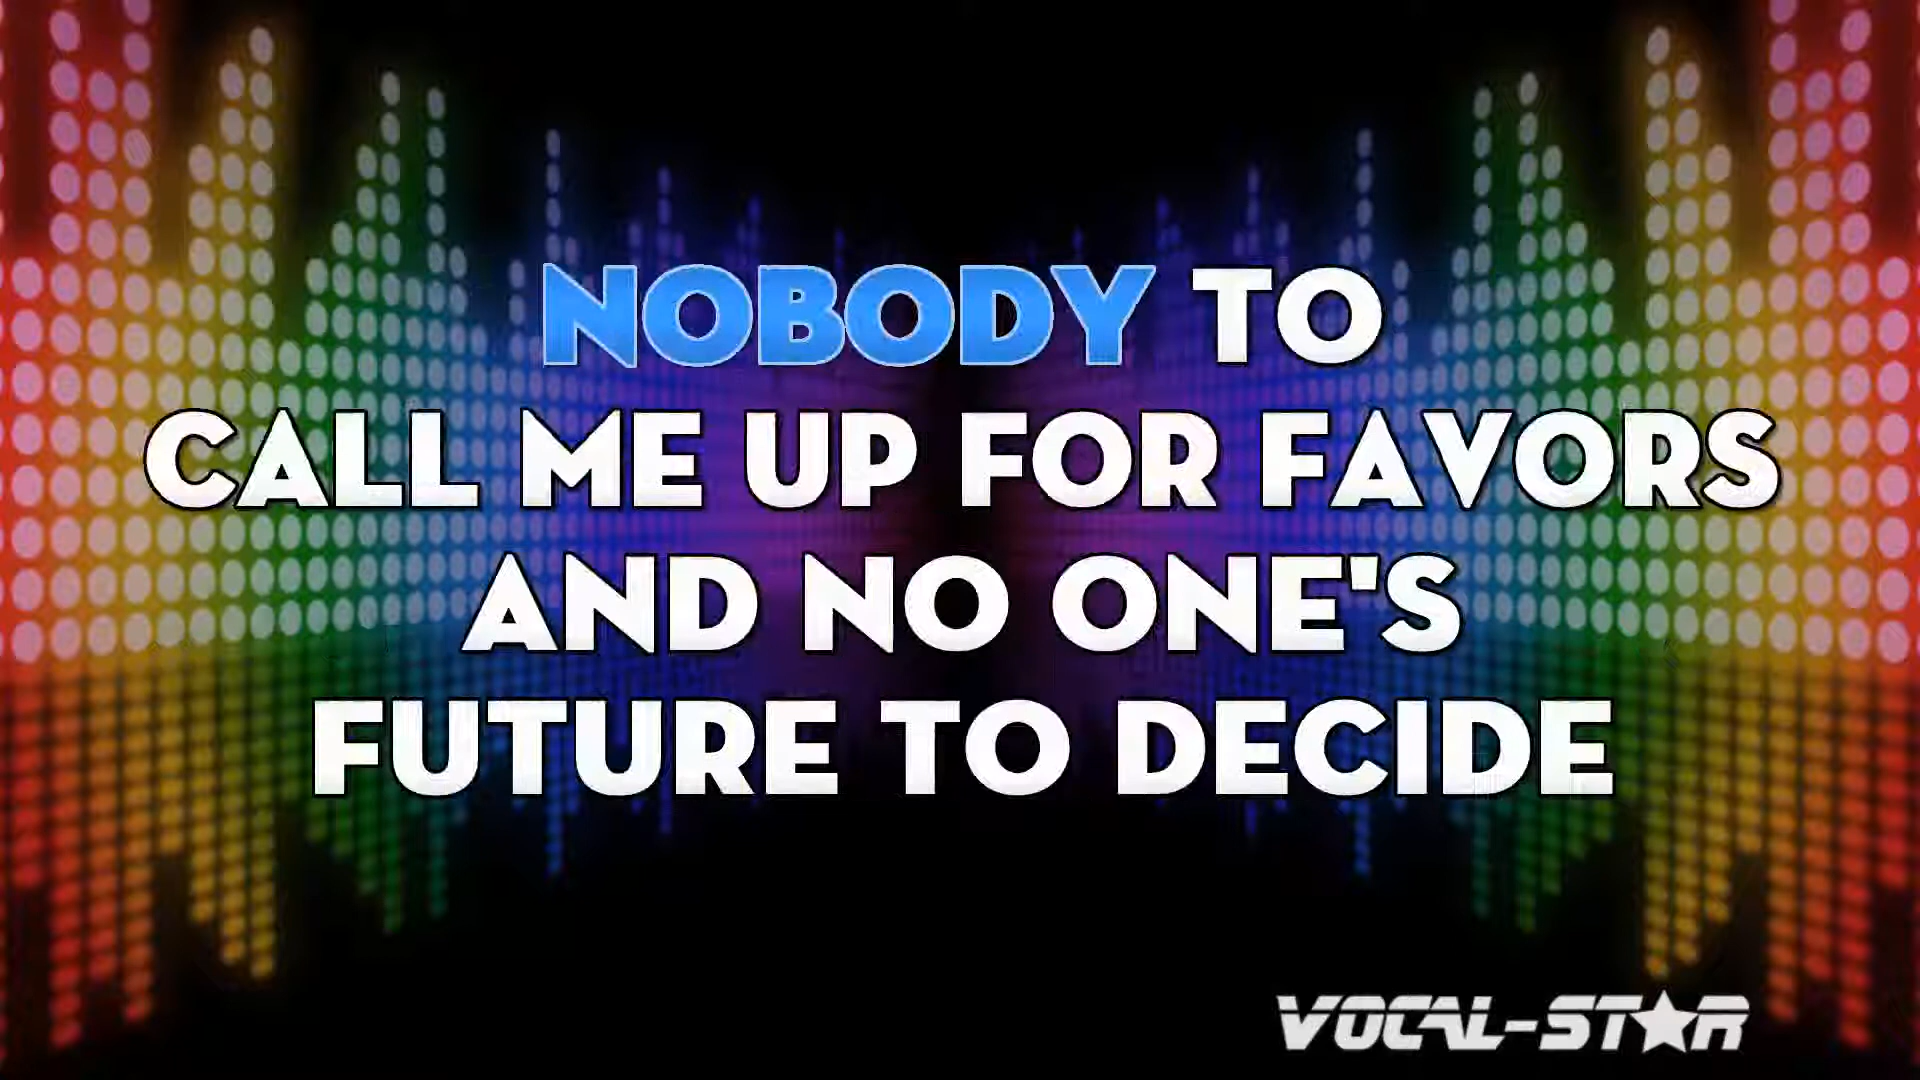 NOBODY TO
CALL ME UP FOR FAVORS
AND NO ONE'S
FUTURE TO DECIDE
VOCAL-STAR